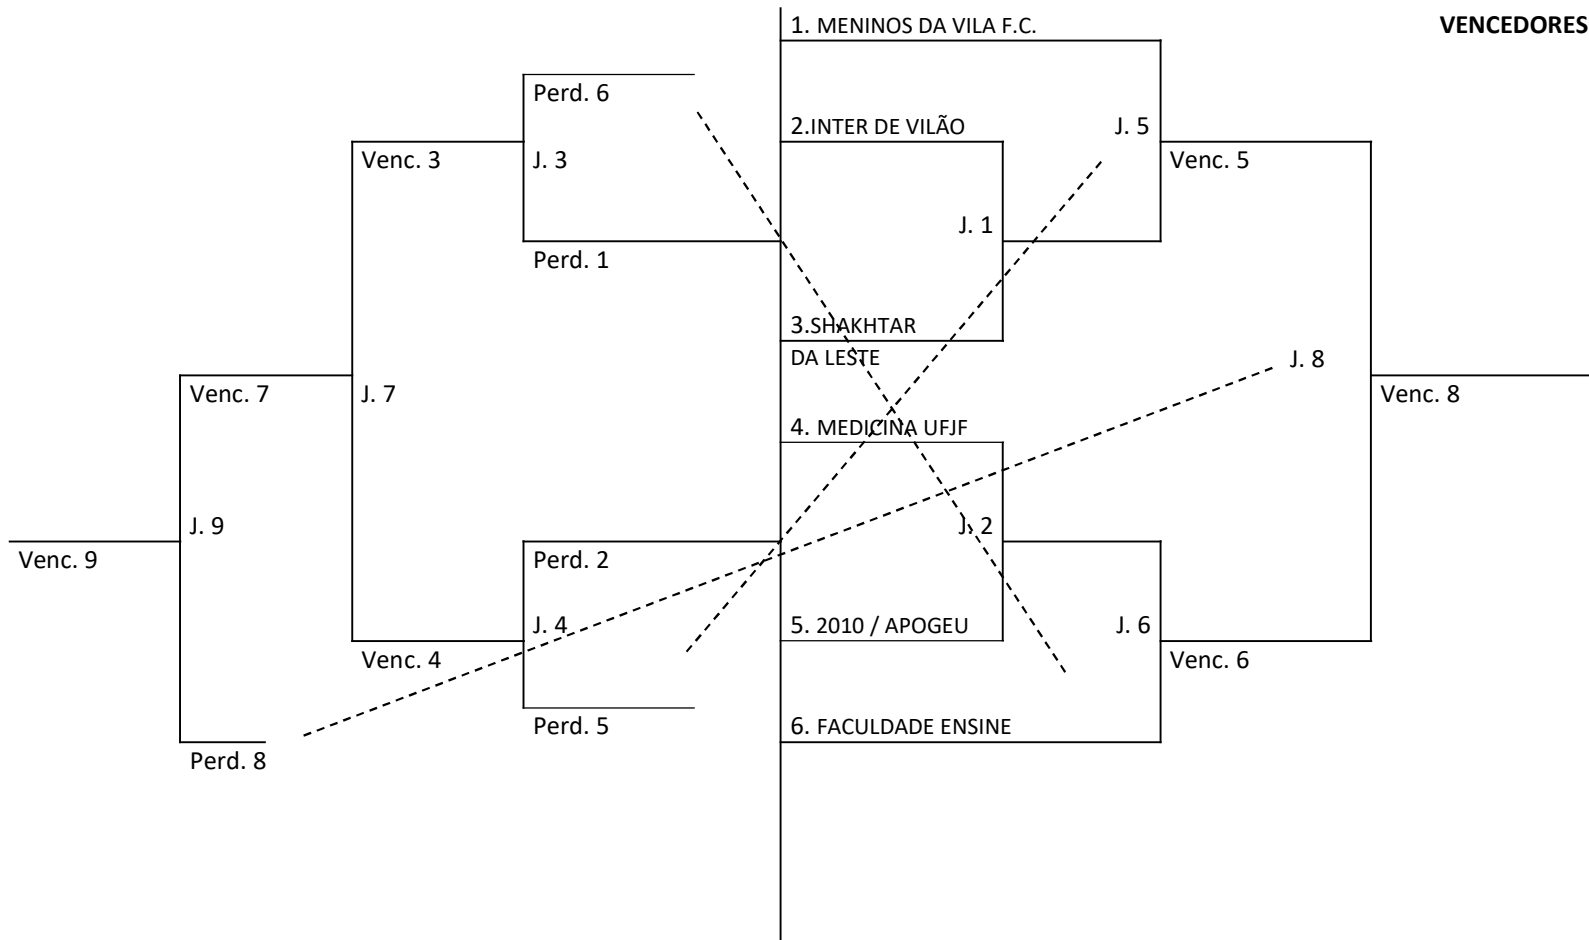 1. MENINOS DA VILA F.C.
VENCEDORES
Perd. 6
2.INTER DE VILÃO
J. 5
Venc. 3
J. 3
Venc. 5
J. 1
Perd. 1
3.SHAKHTAR
DA LESTE
J. 8
Venc. 7
J. 7
Venc. 8
4. MEDICINA UFJF
J. 9
J. 2
Venc. 9
Perd. 2
J. 4
5. 2010 / APOGEU
J. 6
Venc. 4
Venc. 6
Perd. 5
6. FACULDADE ENSINE
Perd. 8